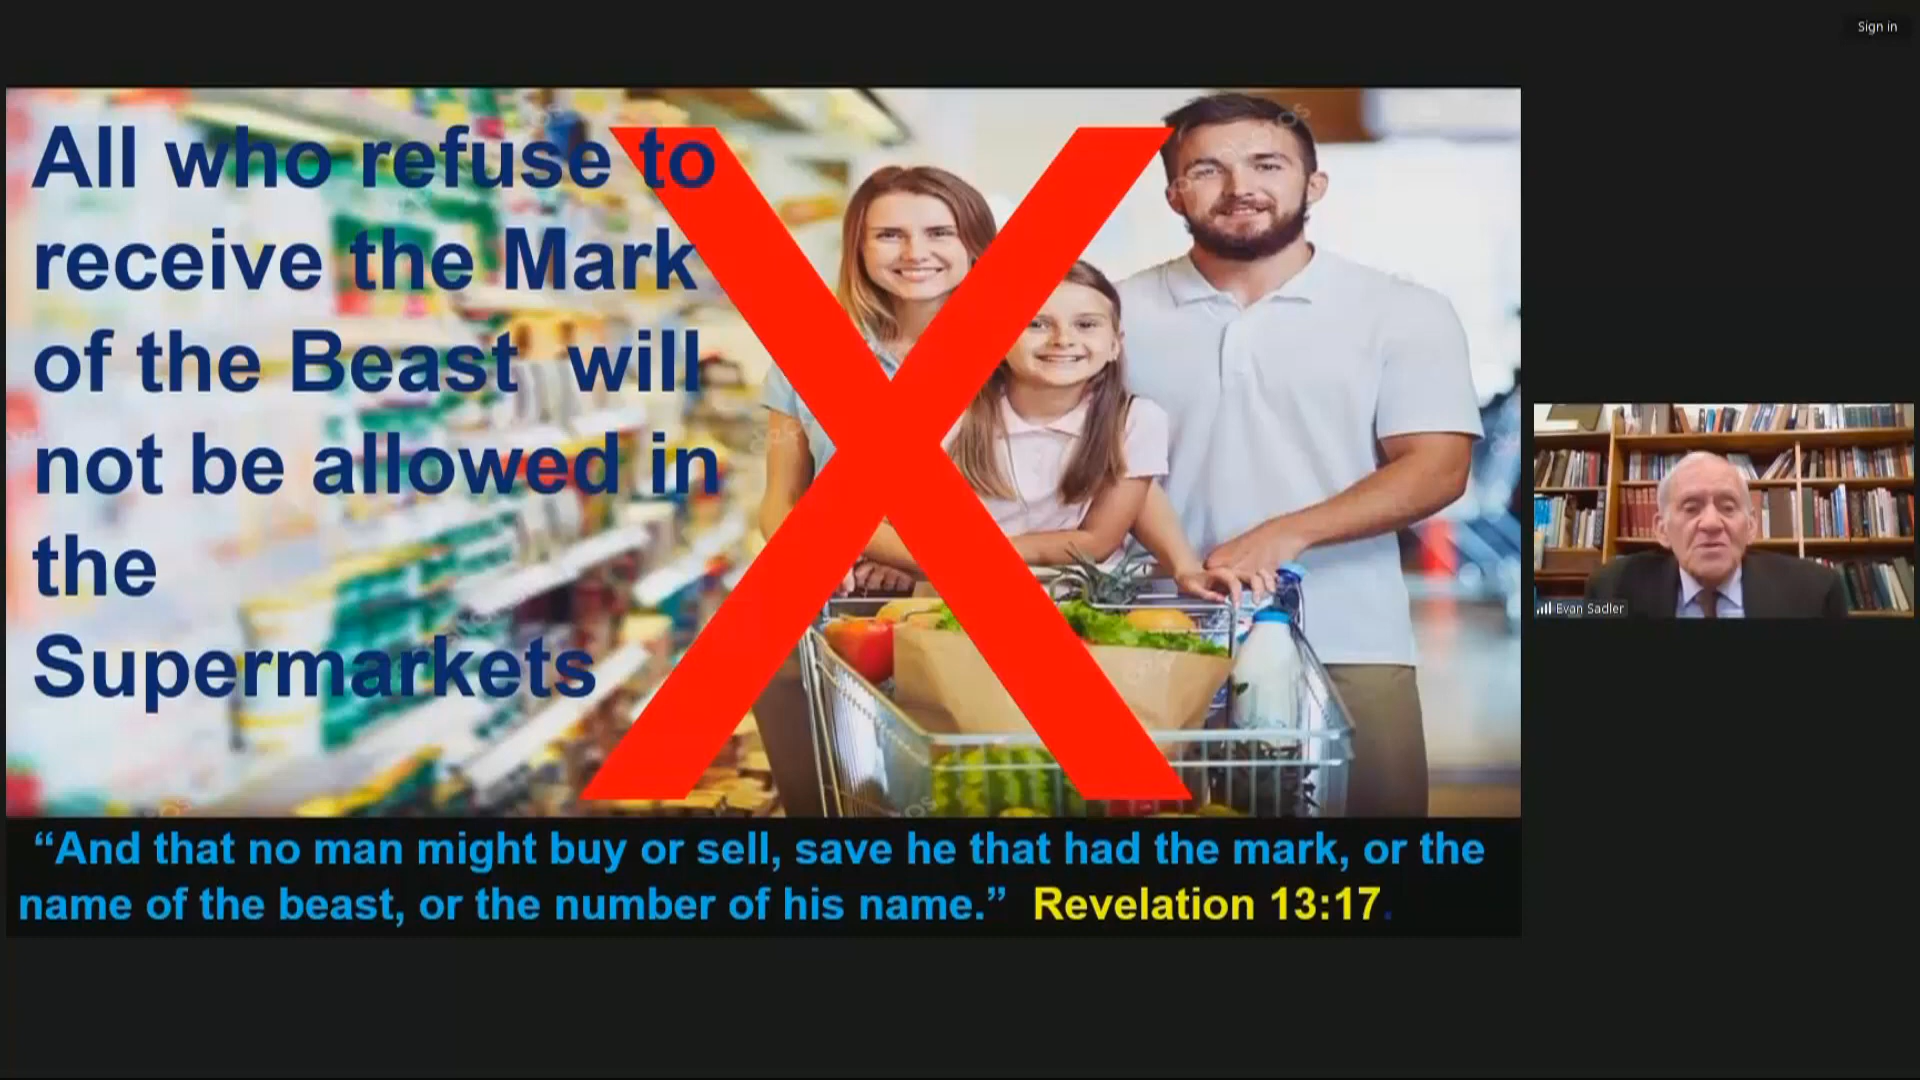 Sign in
All who refuse to
receive the Mark
of the Beast will
not be allowed in
the
Supermarkets
“And that no man might buy or sell, save he that had the mark, or the
name of the beast, or the number of his name.” Revelation 13:17.
Evan Sadler